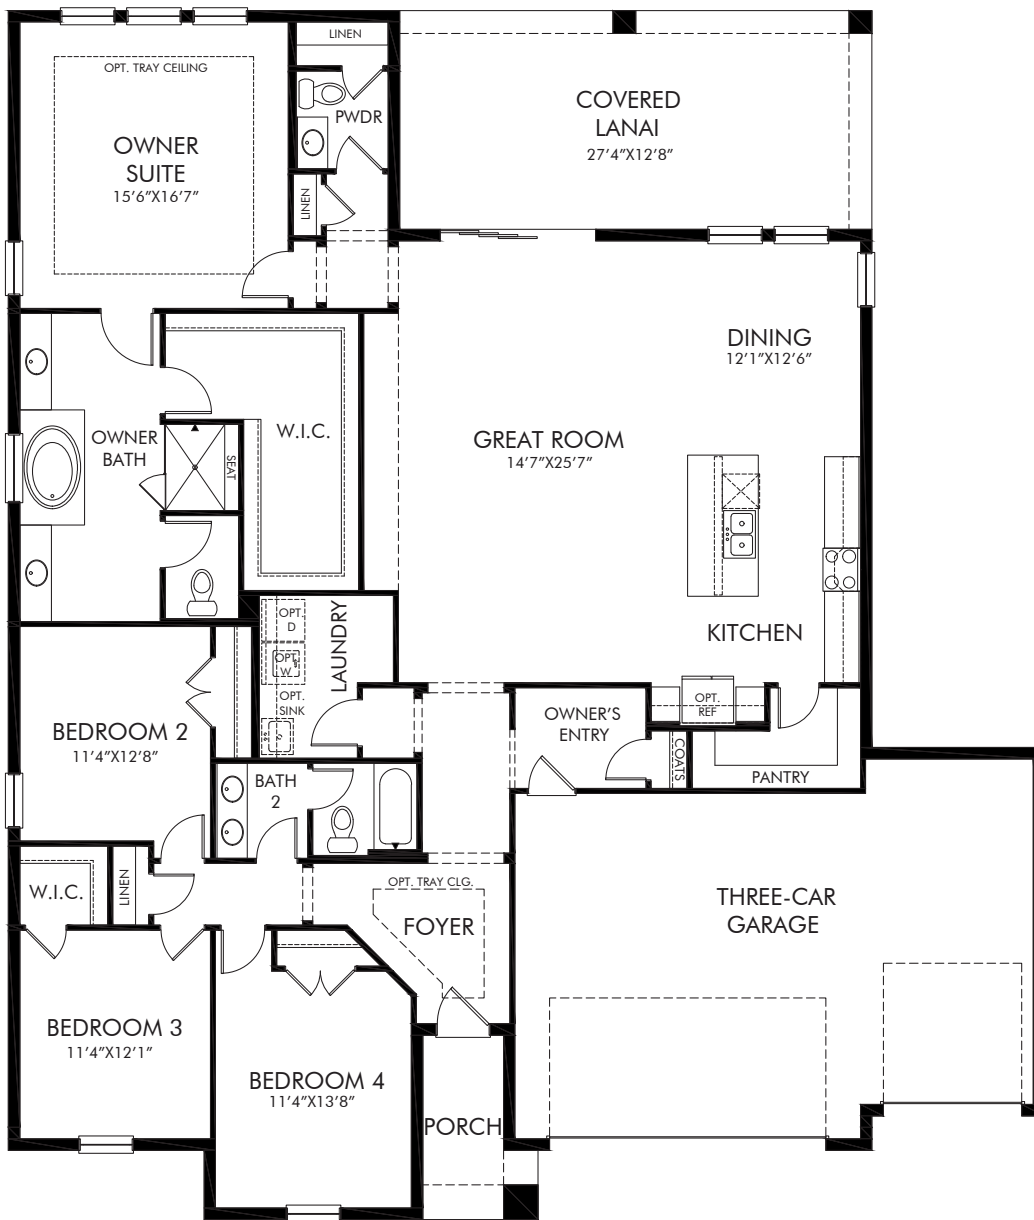 LINEN
OPT. TRAY CEILING
PWDR
COVERED
LANAI
27'4"X12'8"
OWNER
SUITE
15'6"X16'7"
LINEN
DINING
12'1"X12'6"
OWNER
BATH
SEAT
W.I.C.
GREAT ROOM
14'7"X25'7"
OPT.
D
OPT.
W
OPT.
SINK
LAUNDRY
KITCHEN
OPT.
REF
BEDROOM 2
11'4"X12'8"
OWNER'S
ENTRY
COATS
PANTRY
BATH
2
W.I.C.
LINEN
OPT. TRAY CLG.
FOYER
THREE-CAR
GARAGE
BEDROOM 3
11'4"X12'1"
BEDROOM 4
11'4"X13'8"
PORCH